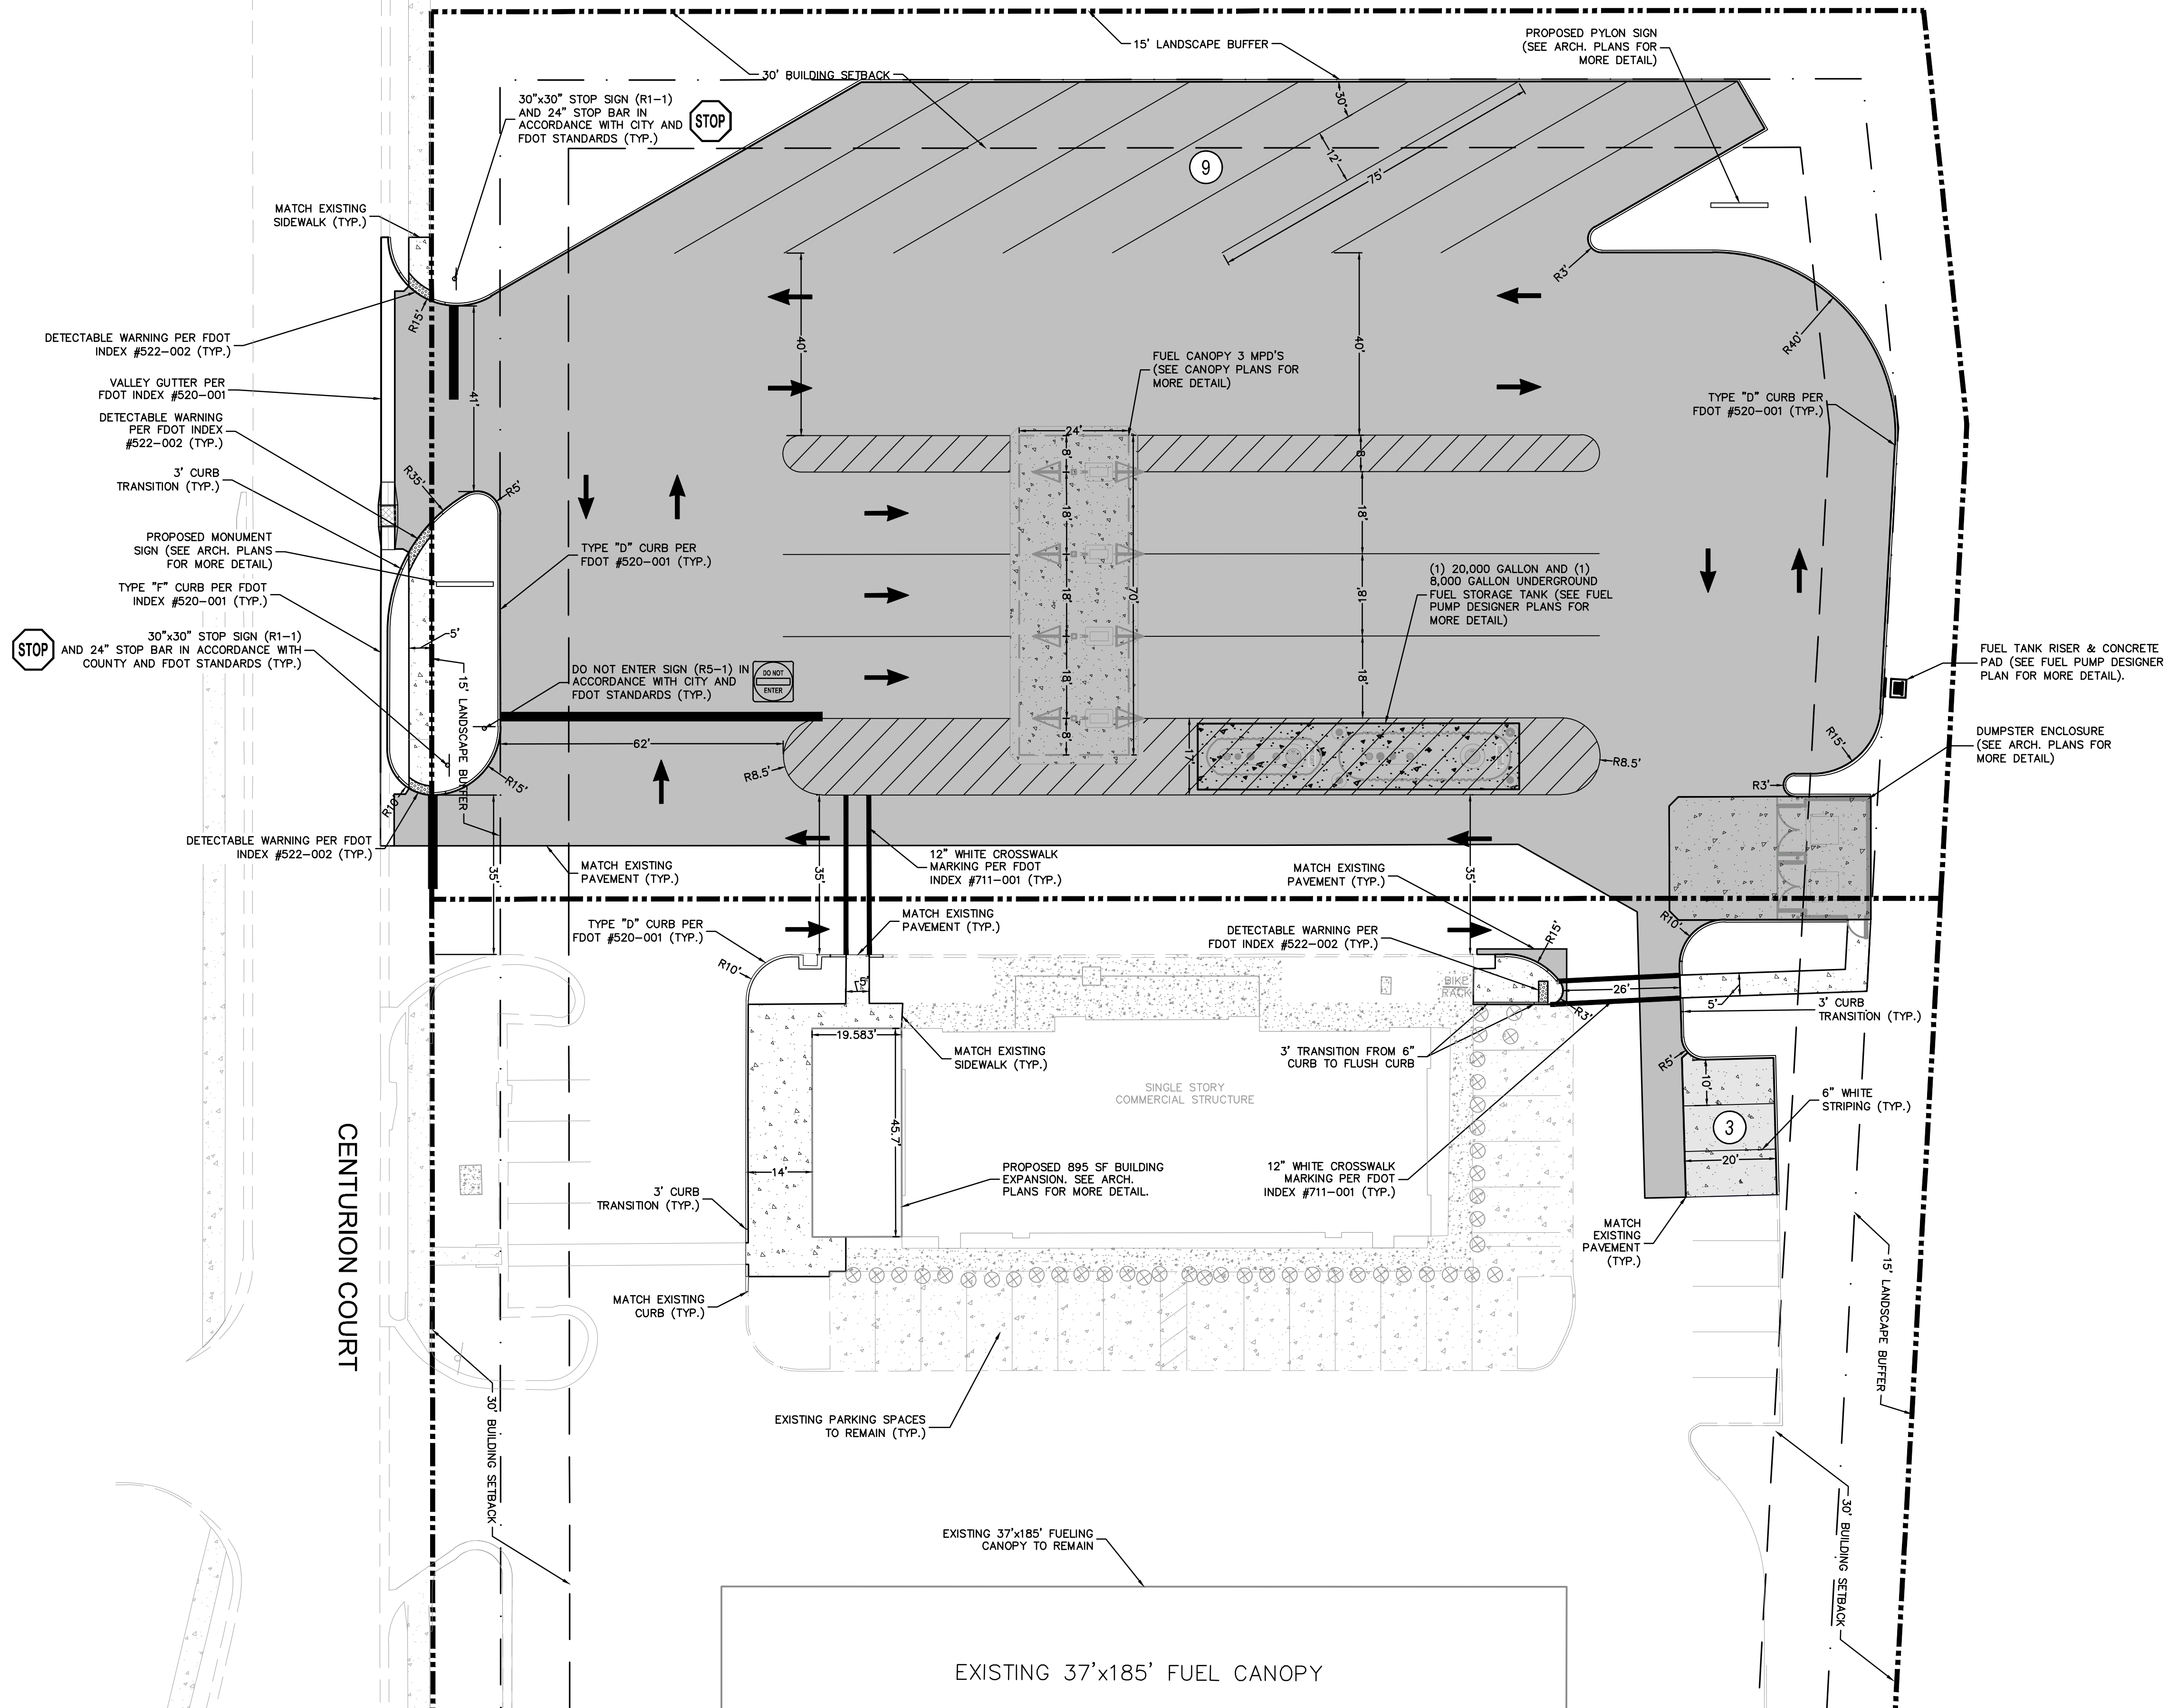 15' LANDSCAPE BUFFER
30' BUILDING SETBACK
PROPOSED PYLON SIGN
(SEE ARCH. PLANS FOR
MORE DETAIL)
30"x30" STOP SIGN (R1-1)
AND 24" STOP BAR IN
ACCORDANCE WITH CITY AND
FDOT STANDARDS (TYP.)
STOP
30°
12'
75'
9
MATCH EXISTING
SIDEWALK (TYP.)
R15'
R3'
R40'
DETECTABLE WARNING PER FDOT
INDEX #522-002 (TYP.)
VALLEY GUTTER PER
FDOT INDEX #520-001
DETECTABLE WARNING
PER FDOT INDEX
#522-002 (TYP.)
3' CURB
TRANSITION (TYP.)
PROPOSED MONUMENT
SIGN (SEE ARCH. PLANS
FOR MORE DETAIL)
TYPE "F" CURB PER FDOT
INDEX #520-001 (TYP.)
STOP
30"x30" STOP SIGN (R1-1)
AND 24" STOP BAR IN ACCORDANCE WITH
COUNTY AND FDOT STANDARDS (TYP.)
41'
40'
40'
FUEL CANOPY 3 MPD'S
(SEE CANOPY PLANS FOR
MORE DETAIL)
TYPE "D" CURB PER
FDOT #520-001 (TYP.)
24'
8'
8'
R35'
R5'
18'
18'
18'
70'
18'
18'
18'
8'
TYPE "D" CURB PER
FDOT #520-001 (TYP.)
(1) 20,000 GALLON AND (1)
8,000 GALLON UNDERGROUND
FUEL STORAGE TANK (SEE FUEL
PUMP DESIGNER PLANS FOR
MORE DETAIL)
5'
15' LANDSCAPE BUFFER
DO NOT ENTER SIGN (R5-1) IN
ACCORDANCE WITH CITY AND
FDOT STANDARDS (TYP.)
DO NOT
ENTER
FUEL TANK RISER & CONCRETE
PAD (SEE FUEL PUMP DESIGNER
PLAN FOR MORE DETAIL).
62'
R8.5'
17'
R8.5'
R15'
R3'
DUMPSTER ENCLOSURE
(SEE ARCH. PLANS FOR
MORE DETAIL)
R10'
R15'
DETECTABLE WARNING PER FDOT
INDEX #522-002 (TYP.)
35'
35'
35'
MATCH EXISTING
PAVEMENT (TYP.)
12" WHITE CROSSWALK
MARKING PER FDOT
INDEX #711-001 (TYP.)
MATCH EXISTING
PAVEMENT (TYP.)
TYPE "D" CURB PER
FDOT #520-001 (TYP.)
MATCH EXISTING
PAVEMENT (TYP.)
DETECTABLE WARNING PER
FDOT INDEX #522-002 (TYP.)
R15'
R10'
R10'
5'
BIKE
RACK
26'
5'
R3'
3' CURB
TRANSITION (TYP.)
19.583'
MATCH EXISTING
SIDEWALK (TYP.)
3' TRANSITION FROM 6"
CURB TO FLUSH CURB
R5'
10'
SINGLE STORY
COMMERCIAL STRUCTURE
6" WHITE
STRIPING (TYP.)
3
20'
45.7'
14'
PROPOSED 895 SF BUILDING
EXPANSION. SEE ARCH.
PLANS FOR MORE DETAIL.
12" WHITE CROSSWALK
MARKING PER FDOT
INDEX #711-001 (TYP.)
3' CURB
TRANSITION (TYP.)
MATCH
EXISTING
PAVEMENT
(TYP.)
CENTURION COURT
MATCH EXISTING
CURB (TYP.)
15' LANDSCAPE BUFFER
EXISTING PARKING SPACES
TO REMAIN (TYP.)
30' BUILDING SETBACK
30' BUILDING SETBACK
EXISTING 37'x185' FUELING
CANOPY TO REMAIN
EXISTING 37'x185' FUEL CANOPY